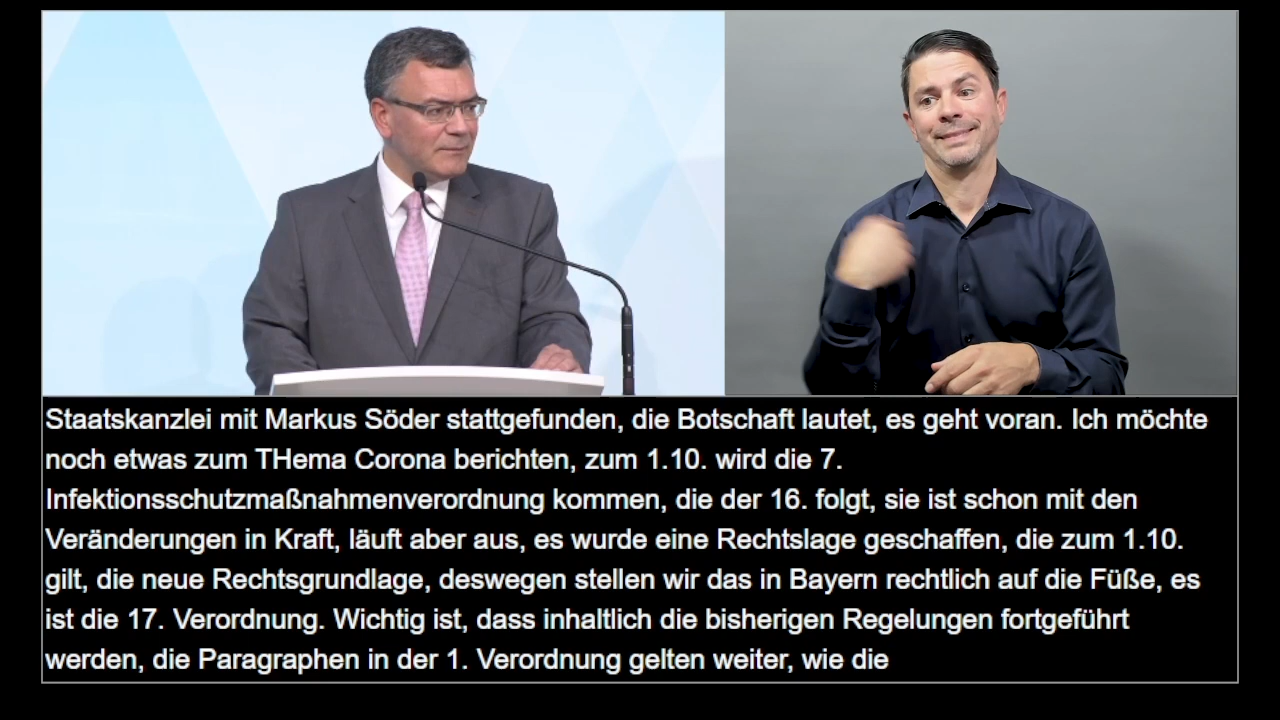 Staatskanzlei mit Markus Söder stattgefunden, die Botschaft lautet, es geht voran. Ich möchte
noch etwas zum THema Corona berichten, zum 1.10. wird die 7.
Infektionsschutzmaßnahmenverordnung kommen, die der 16. folgt, sie ist schon mit den
Veränderungen in Kraft, läuft aber aus, es wurde eine Rechtslage geschaffen, die zum 1.10.
gilt, die neue Rechtsgrundlage, deswegen stellen wir das in Bayern rechtlich auf die Füße, es
ist die 17. Verordnung. Wichtig ist, dass inhaltlich die bisherigen Regelungen fortgeführt
werden, die Paragraphen in der 1. Verordnung gelten weiter, wie die